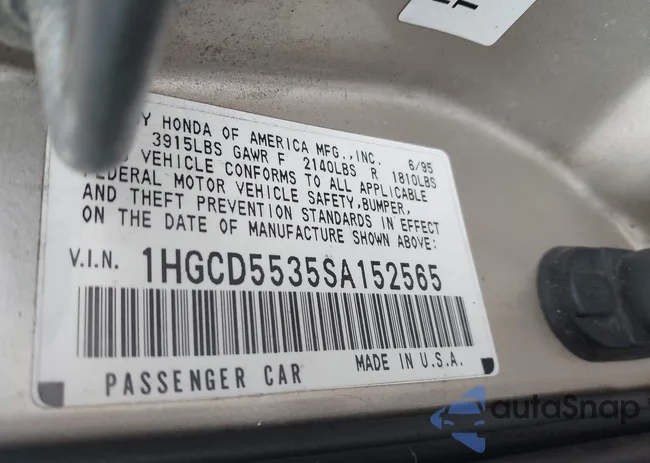 Y HONDA OF AMERICA MFG.,INC. 6/95
3915LBS GAWR F 2140LBS R 1810LBS
VEHICLE CONFORMS TO ALL APPLICABLE
FEDERAL MOTOR VEHICLE SAFETY,BUMPER,
AND THEFT PREVENTION STANDARDS IN EFFECT
ON THE DATE OF MANUFACTURE SHOWN ABOVE:
V.I.N. 1HGCD5535SA152565
PASSENGER CAR MADE IN U.S.A.
autoSnap